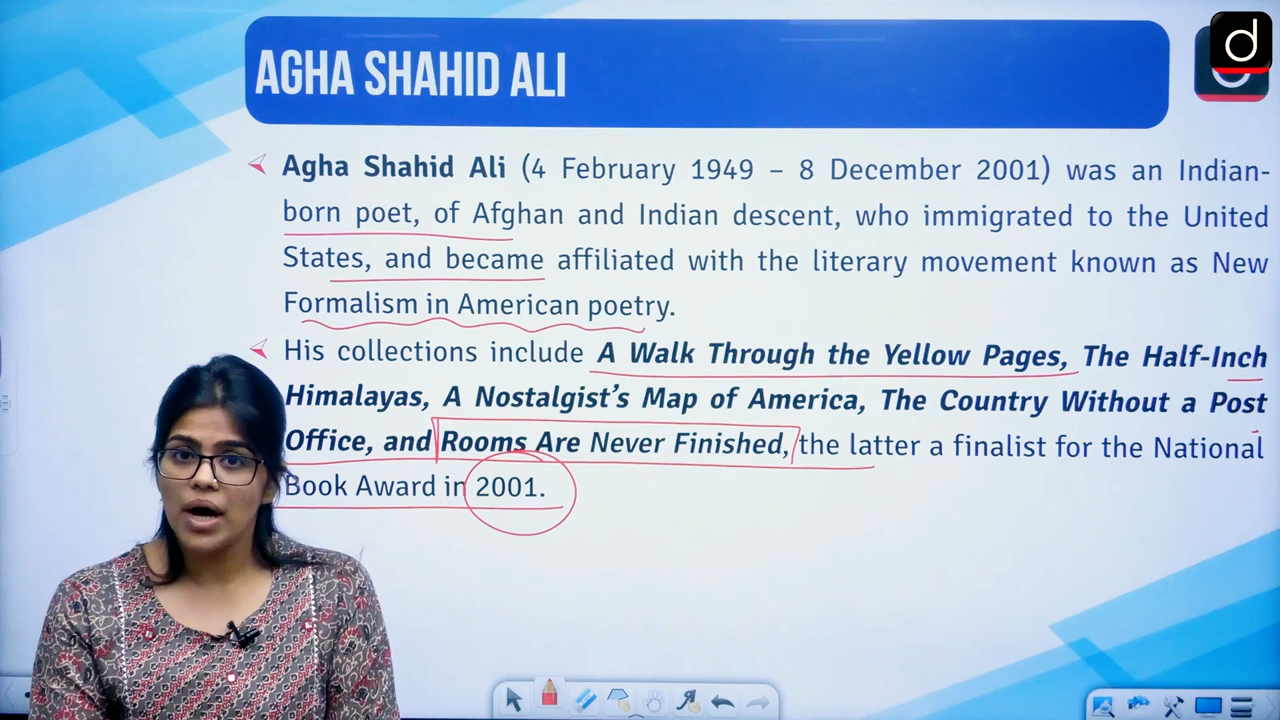 AGHA SHAHID ALI
d
Agha Shahid Ali (4 February 1949 – 8 December 2001) was an Indian-
born poet, of Afghan and Indian descent, who immigrated to the United
States, and became affiliated with the literary movement known as New
Formalism in American poetry.
His collections include A Walk Through the Yellow Pages, The Half-Inch
Himalayas, A Nostalgist's Map of America, The Country Without a Post
Office, and Rooms Are Never Finished, the latter a finalist for the National
Book Award in 2001.